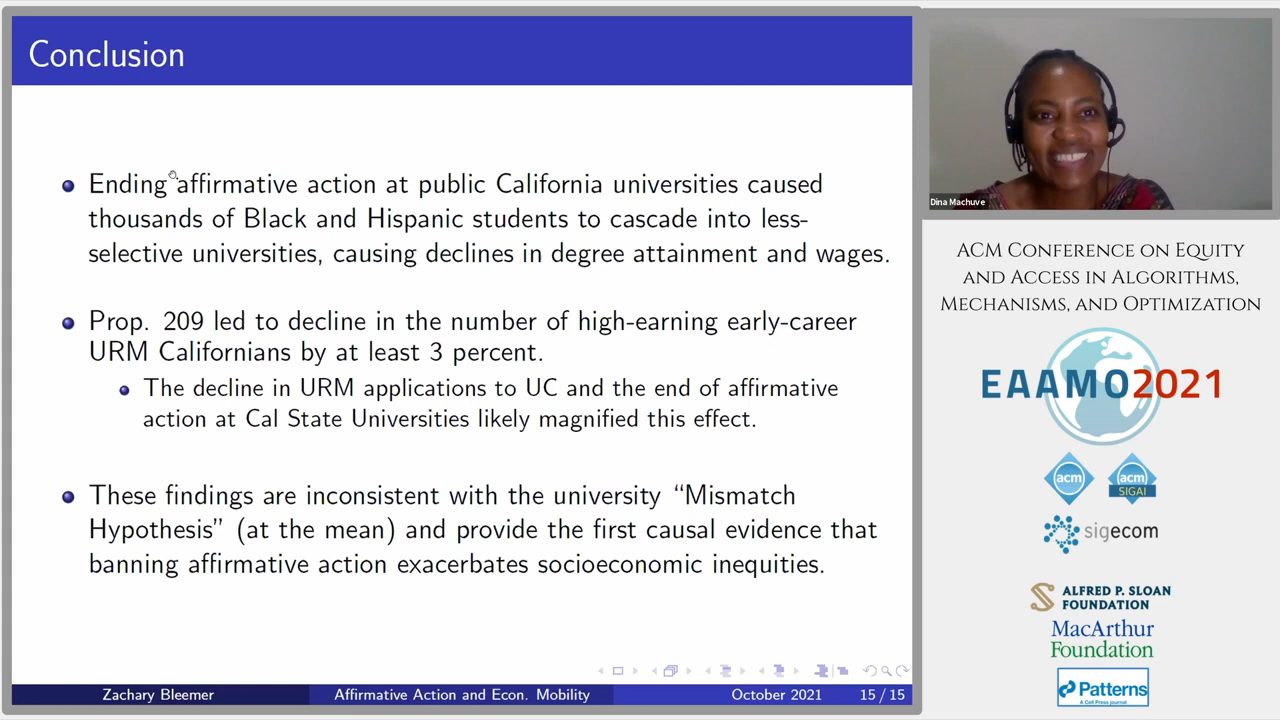 Conclusion
Ending affirmative action at public California universities caused
thousands of Black and Hispanic students to cascade into less-
selective universities, causing declines in degree attainment and wages.
Prop. 209 led to decline in the number of high-earning early-career
URM Californians by at least 3 percent.
The decline in URM applications to UC and the end of affirmative
action at Cal State Universities likely magnified this effect.
These findings are inconsistent with the university “Mismatch
Hypothesis” (at the mean) and provide the first causal evidence that
banning affirmative action exacerbates socioeconomic inequities.
Zachary Bleemer
Affirmative Action and Econ. Mobility
October 2021
15 / 15
Dina Machuve
ACM Conference on Equity
and Access in Algorithms,
Mechanisms, and Optimization
EAAMO2021
acm
acm
SIGAI
sigecom
ALFRED P. SLOAN
FOUNDATION
MacArthur
Foundation
Patterns
A Cell Press journal